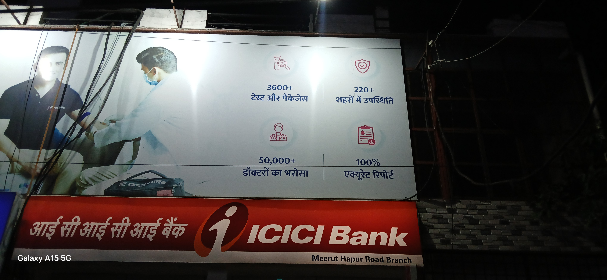 3600+
टेस्ट और पैकेजेस
220+
शहरों में उपस्थिति
50,000+
डॉक्टरों का भरोसा
100%
एक्यूरेट रिपोर्ट
आई सी आई सी आई बैंक
ICICI Bank
Meerut Hapur Road Branch
Galaxy A15 5G